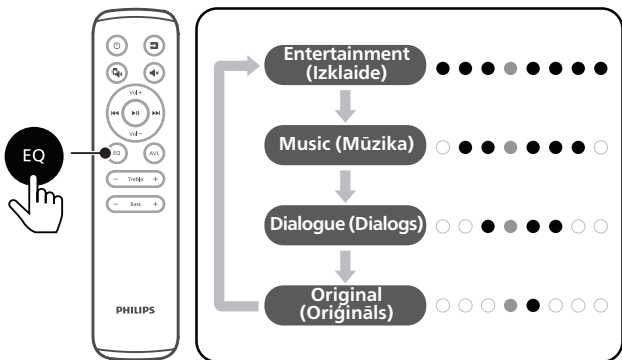 Vol+
Vol−
EQ
AVL
− Treble +
− Bass +
PHILIPS
EQ
Entertainment
(Izklaide)
Music (Mūzika)
Dialogue (Dialogs)
Original
(Oriģināls)